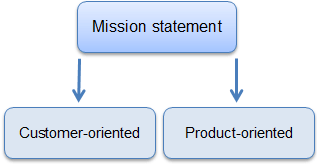 Mission statement
Customer-oriented
Product-oriented